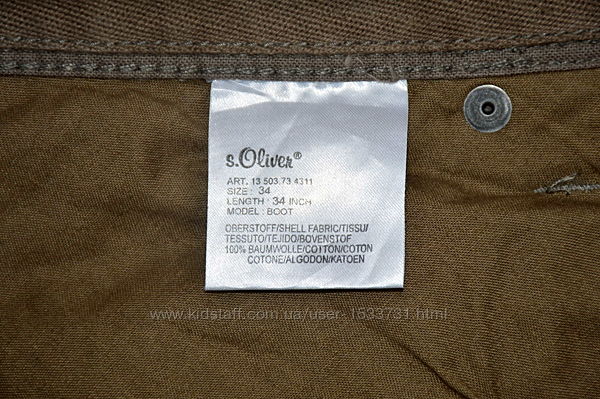 s.Oliver®
ART. 13 503 73 4311
SIZE : 34
LENGTH : 34 INCH
MODEL : BOOT
OBERSTOFF/SHELL FABRIC/TISSU/
TESSUTO/TEJIDO/BOVENSTOF
100% BAUMWOLLE/COTTON/COTON
COTONE/ALGODON/KATOEN
www.kidstaff.com.ua/user-1633731.html